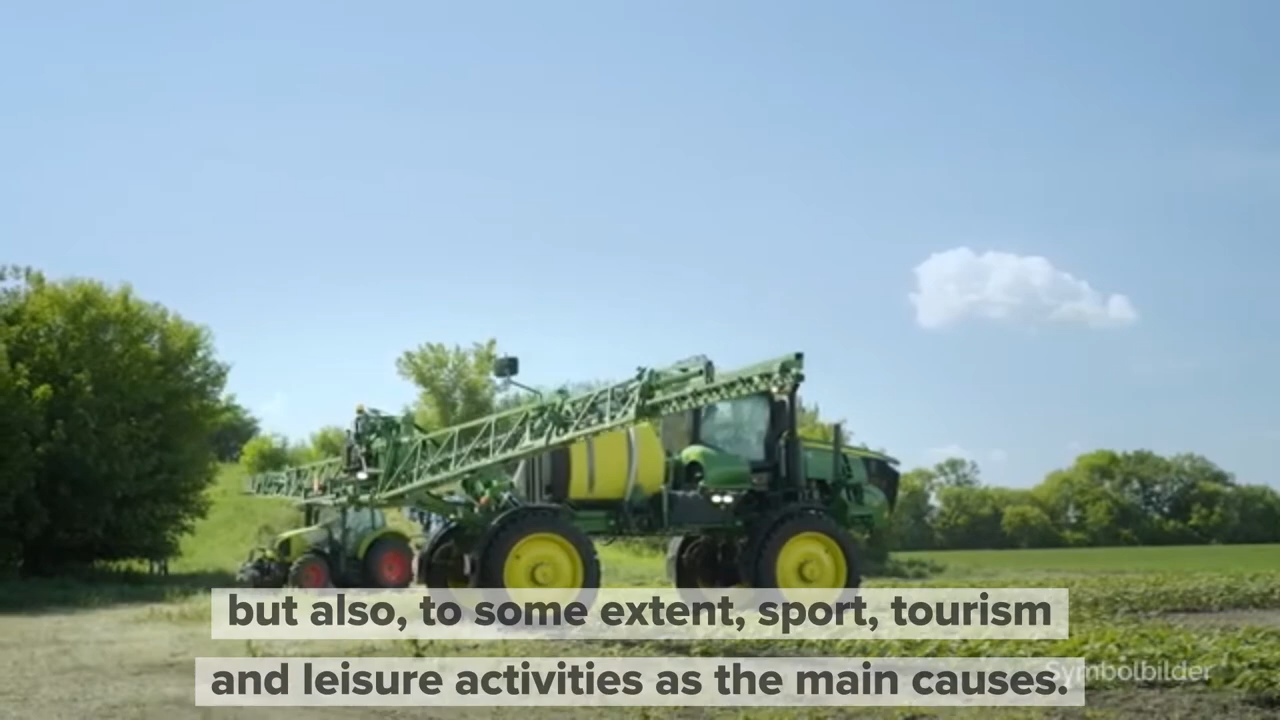 but also, to some extent, sport, tourism
and leisure activities as the main causes.
Symbolbilder